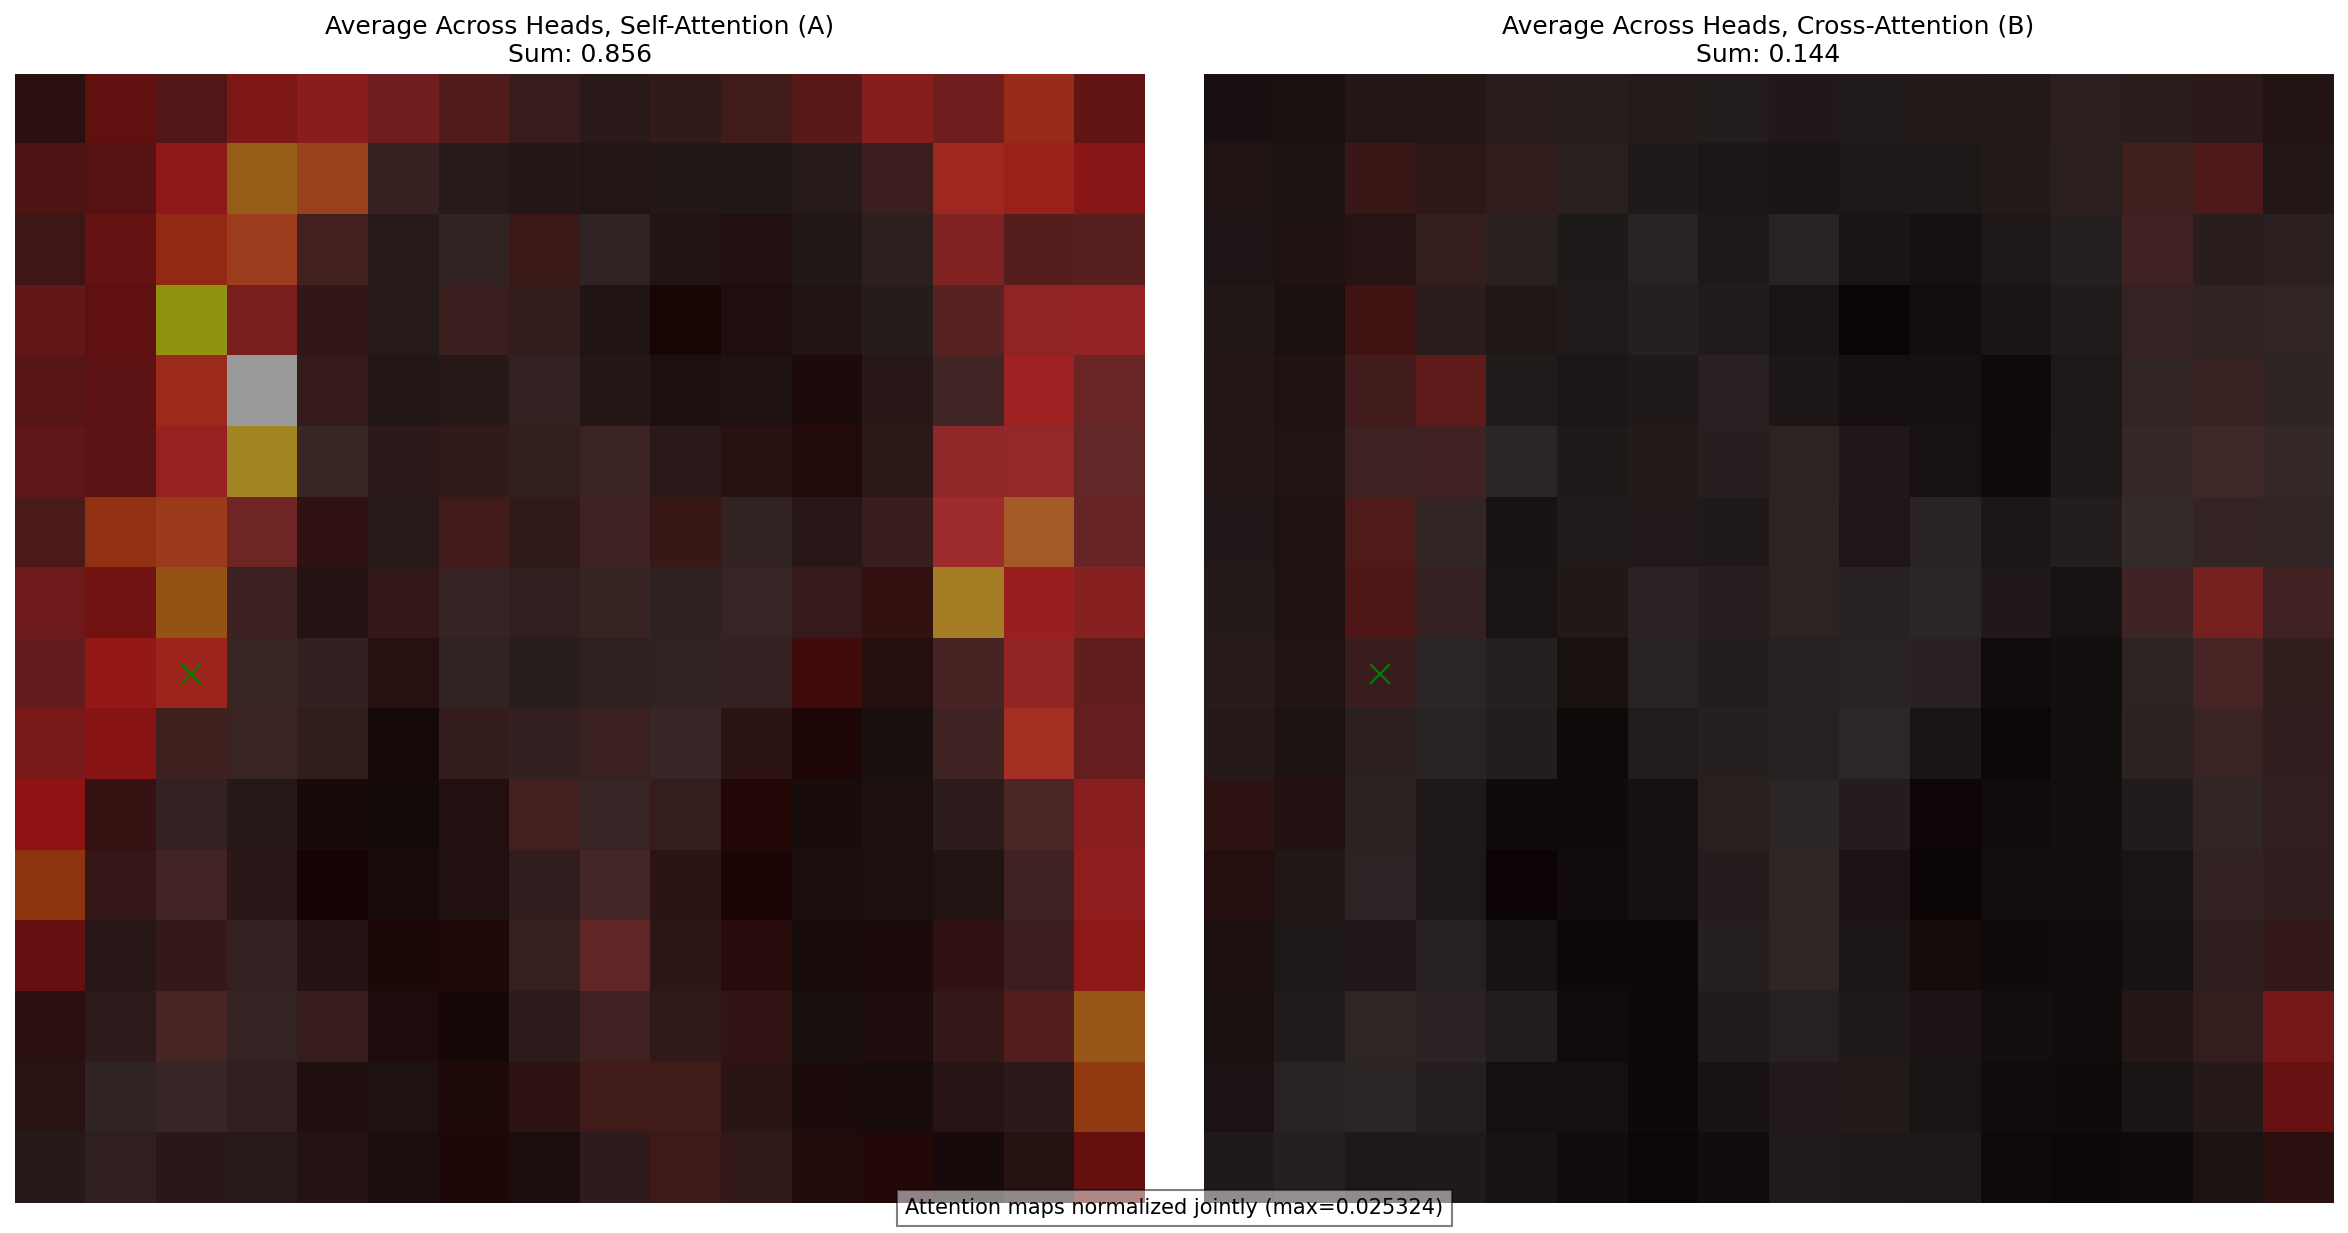 Average Across Heads, Self-Attention (A)
Sum: 0.856
Average Across Heads, Cross-Attention (B)
Sum: 0.144
Attention maps normalized jointly (max=0.025324)